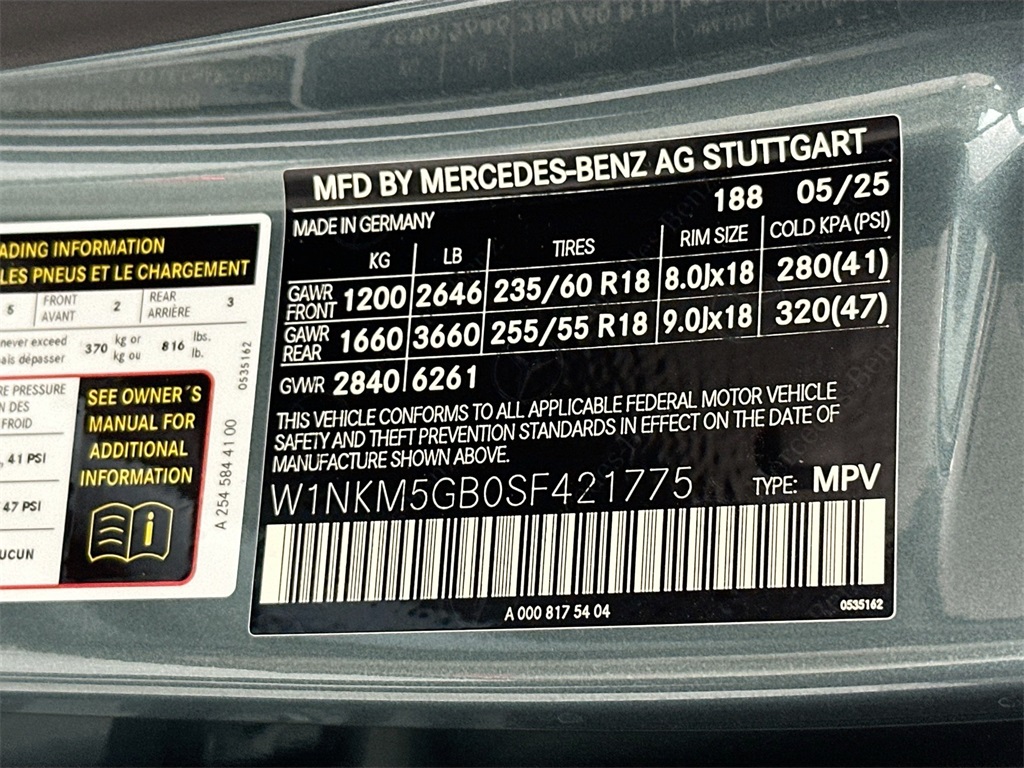 ADING INFORMATION
LES PNEUS ET LE CHARGEMENT
5 FRONT AVANT 2 REAR ARRIÈRE 3
never exceed 370 kg or 816 lbs.
ais dépasser kg ou lb.
RE PRESSURE
N DES
FROID
, 41 PSI
47 PSI
UCUN
SEE OWNER´S
MANUAL FOR
ADDITIONAL
INFORMATION
0535162
A 254 584 41 00
MFD BY MERCEDES-BENZ AG STUTTGART
188 05/25
MADE IN GERMANY
KG LB TIRES RIM SIZE COLD KPA (PSI)
GAWR FRONT 1200 2646 235/60 R18 8.0Jx18 280(41)
GAWR REAR 1660 3660 255/55 R18 9.0Jx18 320(47)
GVWR 2840 6261
THIS VEHICLE CONFORMS TO ALL APPLICABLE FEDERAL MOTOR VEHICLE
SAFETY AND THEFT PREVENTION STANDARDS IN EFFECT ON THE DATE OF
MANUFACTURE SHOWN ABOVE.
W1NKM5GB0SF421775 TYPE: MPV
A 000 817 54 04
0535162